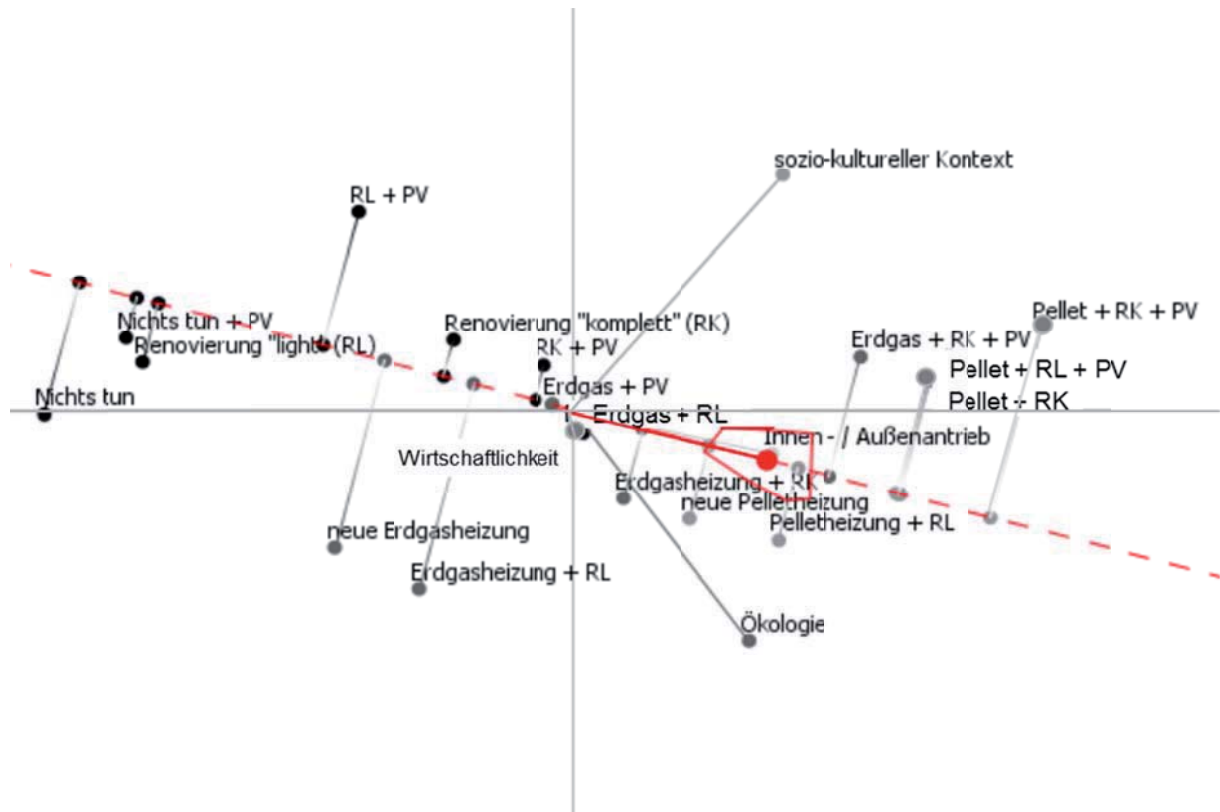 sozio-kultureller Kontext
RL + PV
Pellet + RK + PV
Nichts tun + PV
Renovierung "komplett" (RK)
Erdgas + RK + PV
Renovierung "light" (RL)
RK + PV
Pellet + RL + PV
Erdgas + PV
Nichts tun
Pellet + RK
Erdgas + RL
Innen - / Außenantrieb
Wirtschaftlichkeit
Erdgasheizung + RK
neue Pelletheizung
neue Erdgasheizung
Pelletheizung + RL
Erdgasheizung + RL
Ökologie